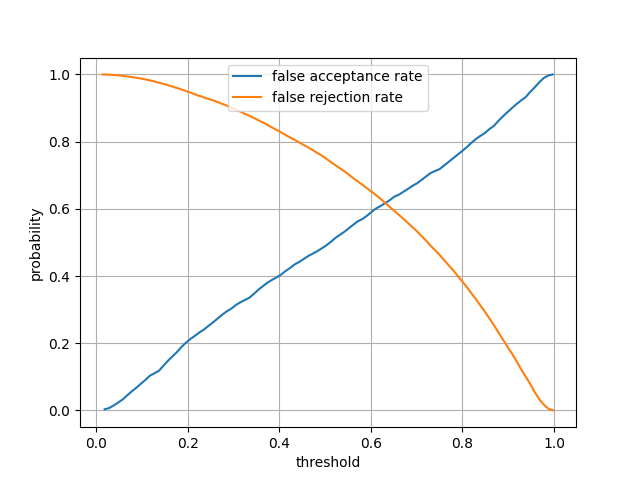 false acceptance rate
false rejection rate
1.0
0.8
0.6
0.4
0.2
0.0
probability
0.0 0.2 0.4 0.6 0.8 1.0
threshold